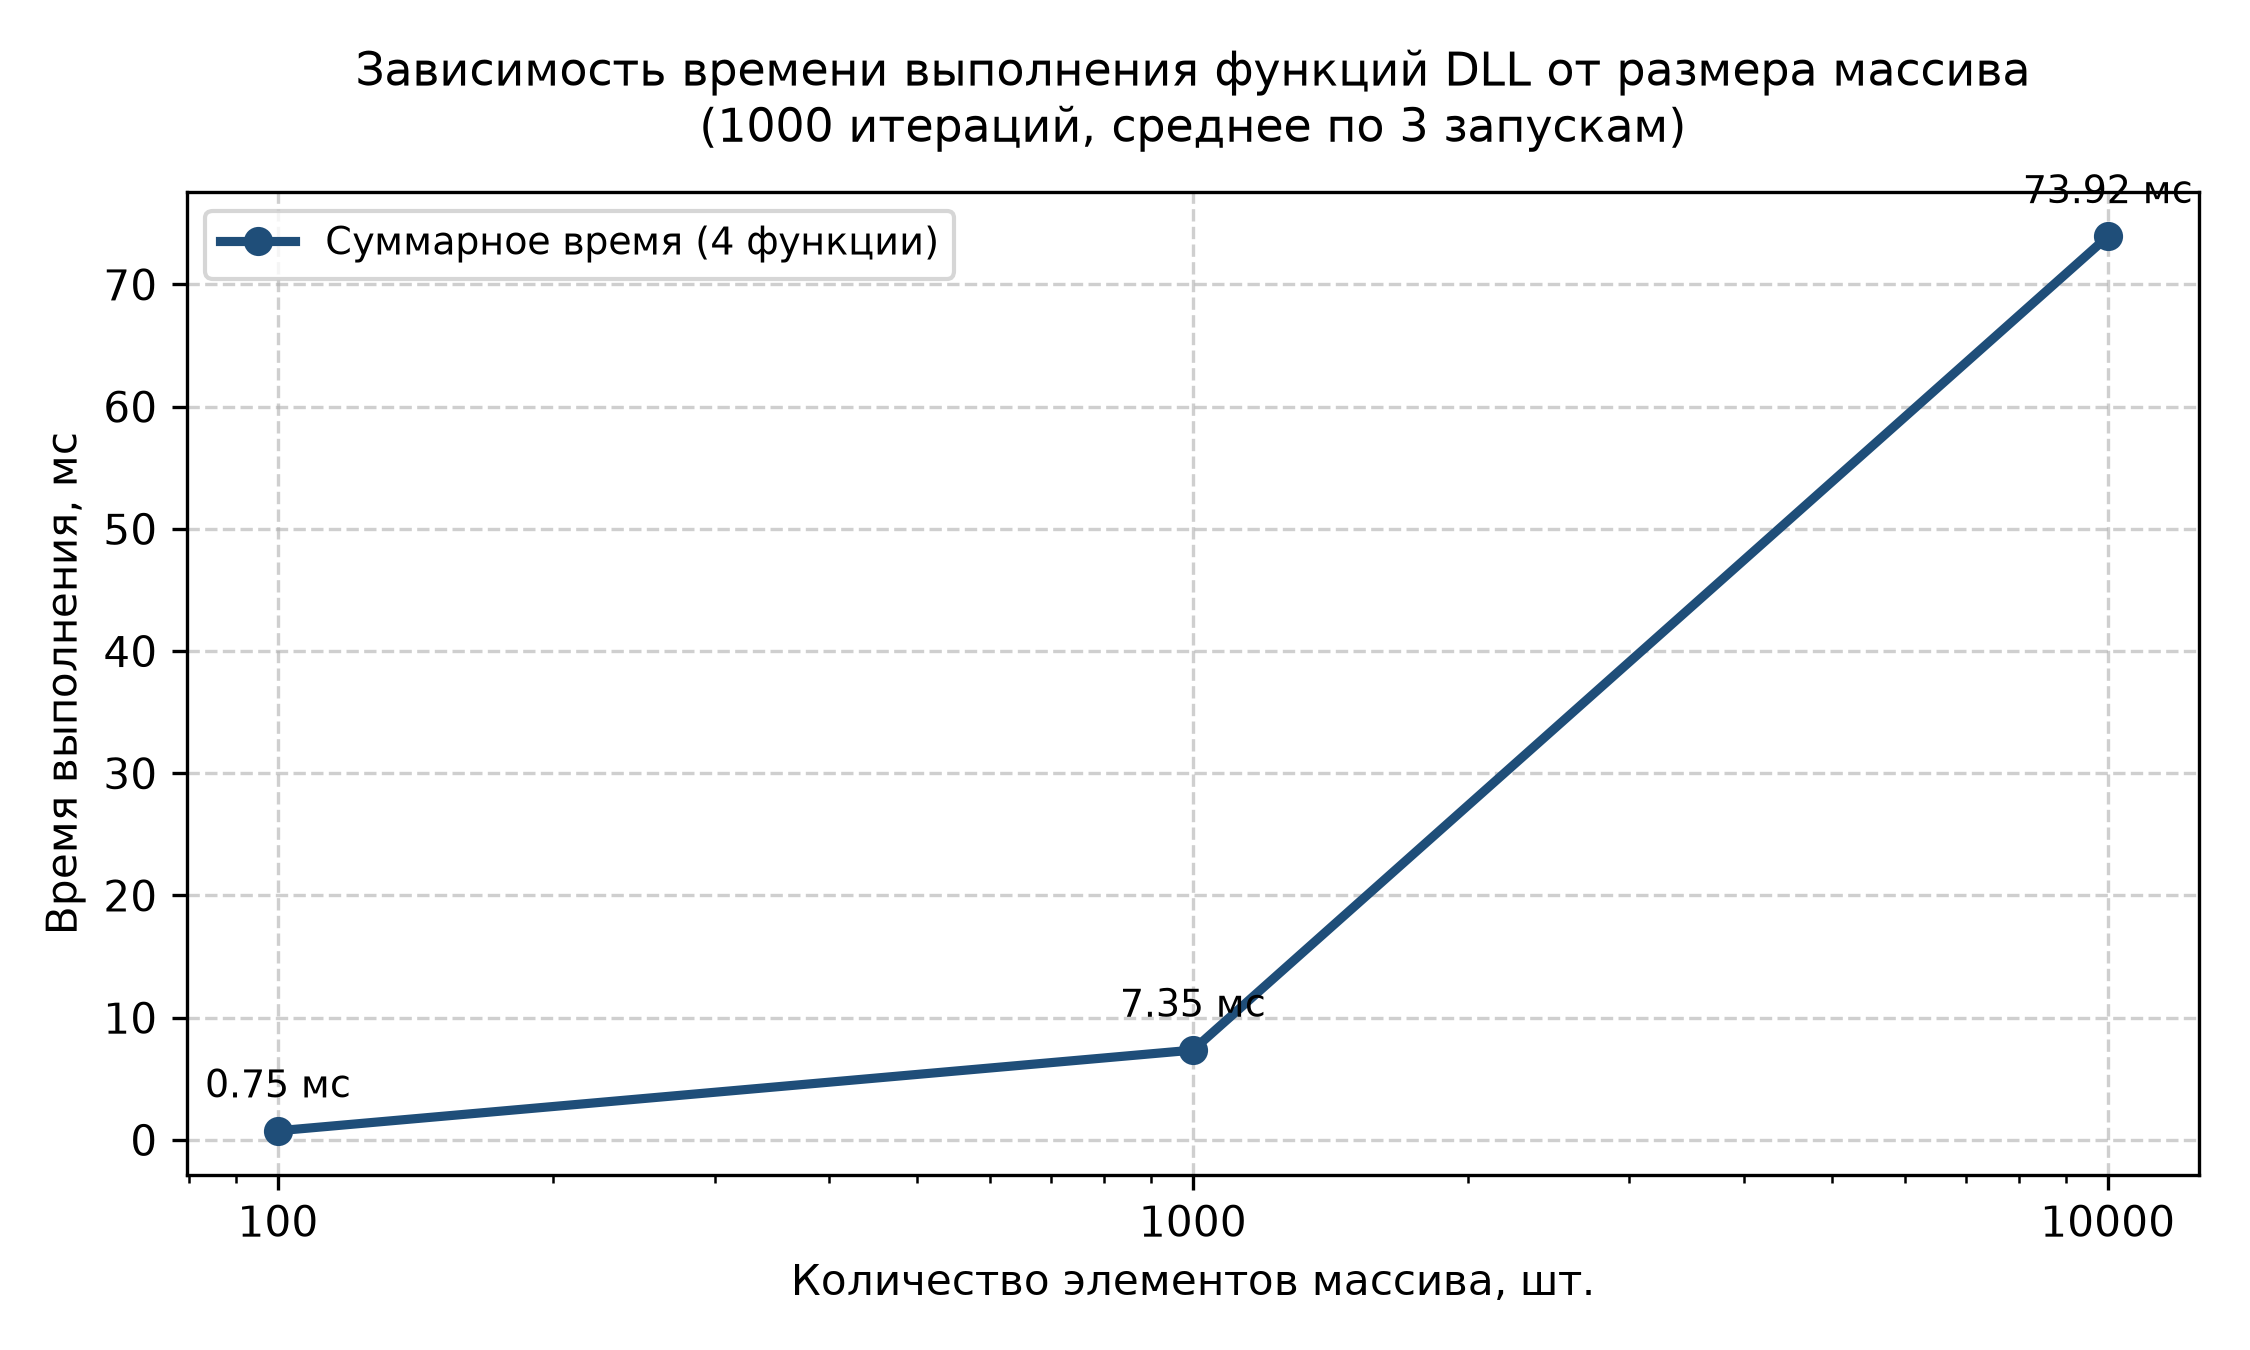 Зависимость времени выполнения функций DLL от размера массива
(1000 итераций, среднее по 3 запускам)
73.92 мс
Суммарное время (4 функции)
70
60
50
40
30
20
10
0
Время выполнения, мс
7.35 мс
0.75 мс
100
1000
10000
Количество элементов массива, шт.